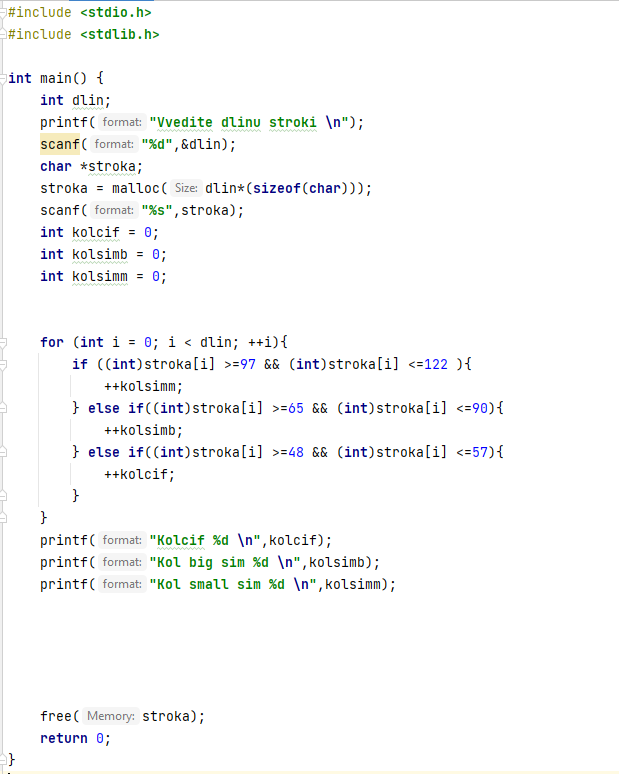 #include <stdio.h>
#include <stdlib.h>
int main() {
int dlin;
printf( format: "Vvedite dlinu stroki \n");
scanf( format: "%d",&dlin);
char *stroka;
stroka = malloc( Size: dlin*(sizeof(char)));
scanf( format: "%s",stroka);
int kolcif = 0;
int kolsimb = 0;
int kolsimm = 0;
for (int i = 0; i < dlin; ++i){
if ((int)stroka[i] >=97 && (int)stroka[i] <=122 ){
++kolsimm;
} else if((int)stroka[i] >=65 && (int)stroka[i] <=90){
++kolsimb;
} else if((int)stroka[i] >=48 && (int)stroka[i] <=57){
++kolcif;
}
}
printf( format: "Kolcif %d \n",kolcif);
printf( format: "Kol big sim %d \n",kolsimb);
printf( format: "Kol small sim %d \n",kolsimm);
free( Memory: stroka);
return 0;
}